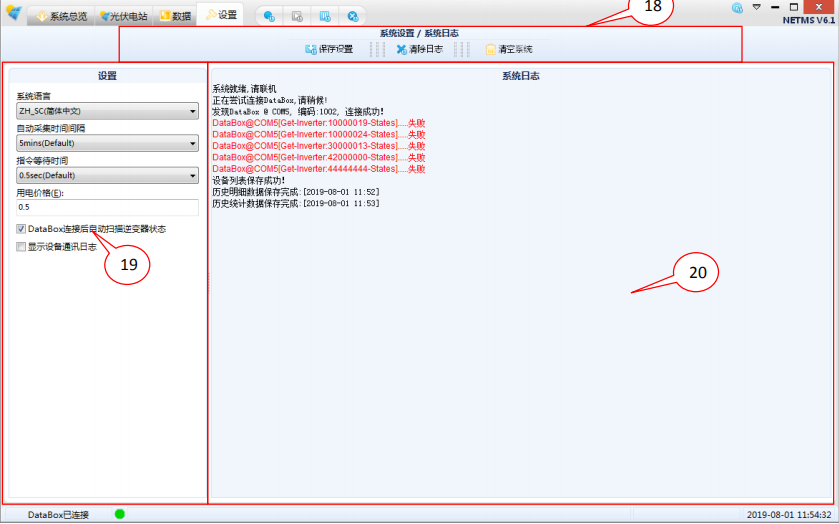 系统总览 光伏电站 数据 设置
18
NETMS V6.1
系统设置 / 系统日志
保存设置 清除日志 清空系统
设置
系统语言
ZH_SC(简体中文)
自动采集时间间隔
5mins(Default)
指令等待时间
0.5sec(Default)
用电价格(E):
0.5
DataBox连接后自动扫描逆变器状态
显示设备通讯日志
19
系统日志
系统就绪,请联机
正在尝试连接DataBox,请稍候!
发现DataBox @ COM5, 编码:1002, 连接成功!
DataBox@COM5[Get-Inverter:10000019-States]....失败
DataBox@COM5[Get-Inverter:10000024-States]....失败
DataBox@COM5[Get-Inverter:30000013-States]....失败
DataBox@COM5[Get-Inverter:42000000-States]....失败
DataBox@COM5[Get-Inverter:44444444-States]....失败
设备列表保存成功!
历史明细数据保存完成:[2019-08-01 11:52]
历史统计数据保存完成:[2019-08-01 11:53]
20
DataBox已连接
2019-08-01 11:54:32